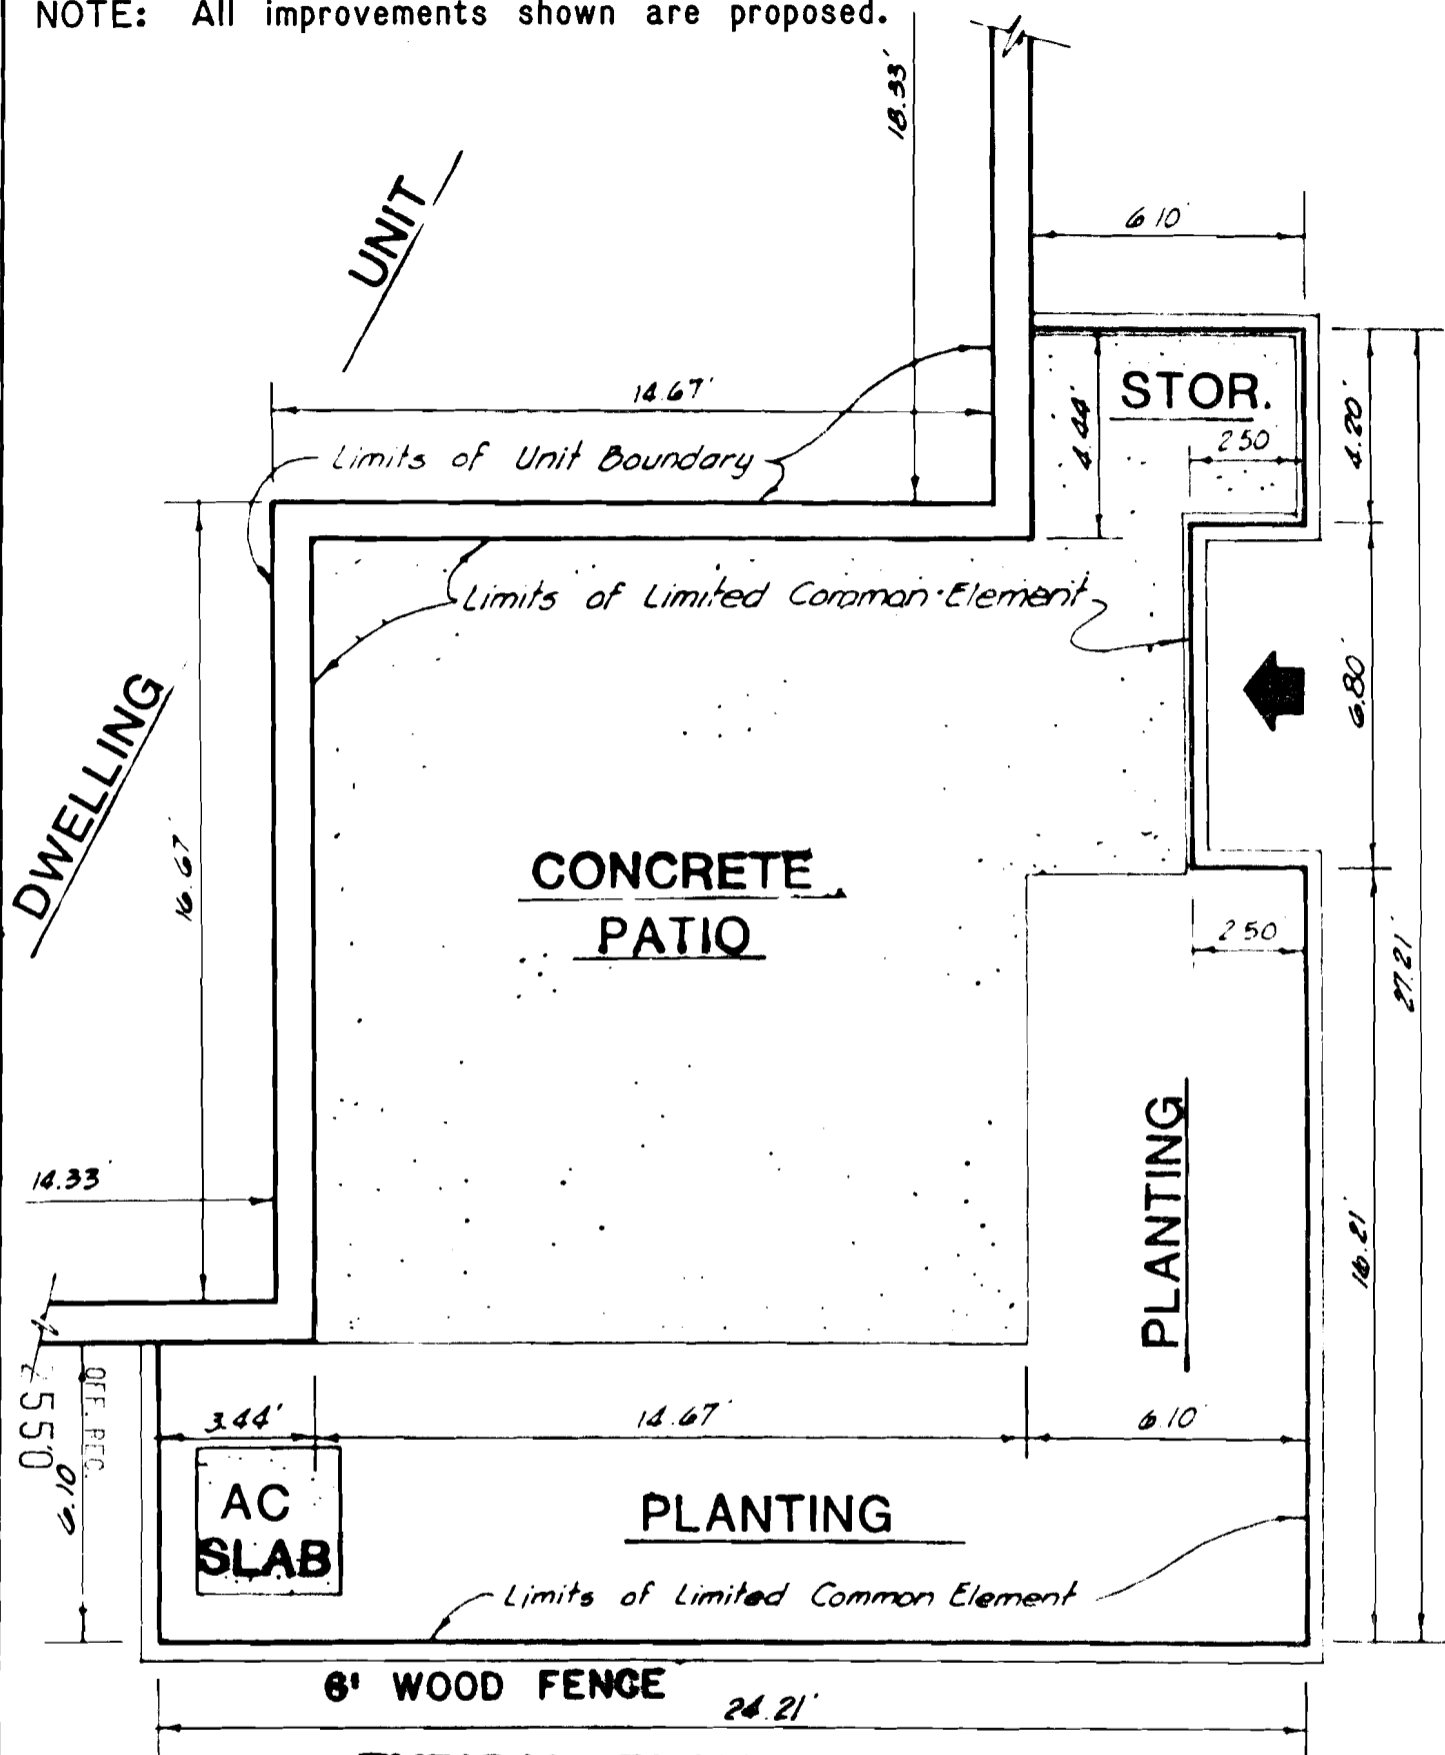 NOTE: All improvements shown are proposed.
18.33'
UNIT
6.10'
14.67'
STOR.
4.44'
2.50
4.20'
Limits of Unit Boundary
Limits of Limited Common Element
6.80'
DWELLING
16.67'
CONCRETE
PATIO
2.50
27.21'
PLANTING
14.33'
16.21'
OFF. REC.
2550
6.10
3.44'
14.67'
6.10'
AC
SLAB
PLANTING
Limits of Limited Common Element
6' WOOD FENCE
24.21'